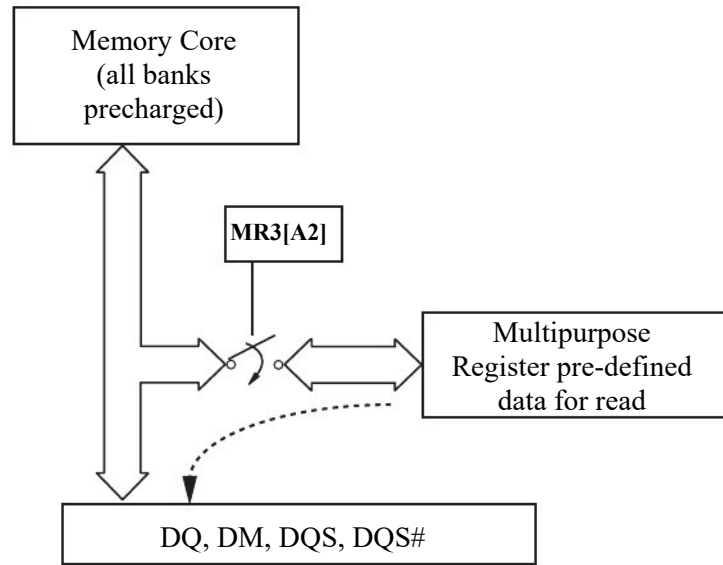 Memory Core
(all banks
precharged)
MR3[A2]
Multipurpose
Register pre-defined
data for read
DQ, DM, DQS, DQS#